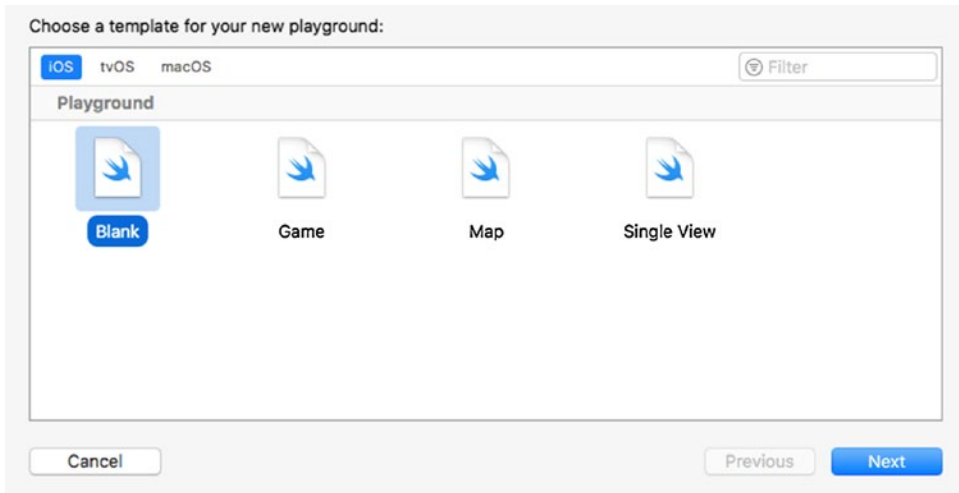 Choose a template for your new playground:
iOS tvOS macOS Filter
Playground
Blank Game Map Single View
Cancel Previous Next